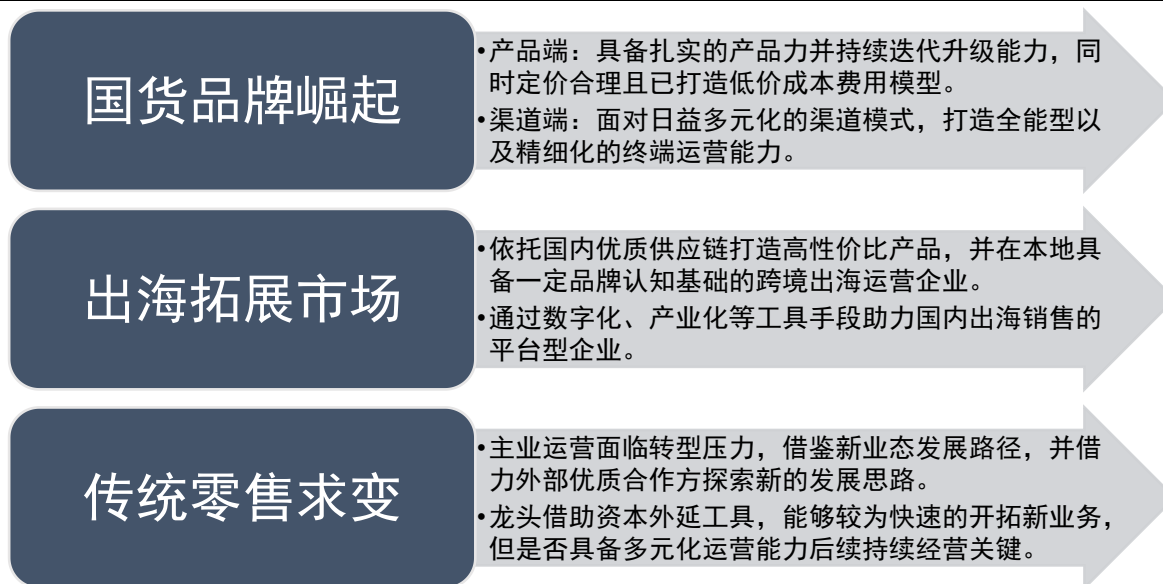 国货品牌崛起
•产品端：具备扎实的产品力并持续迭代升级能力，同
时定价合理且已打造低价成本费用模型。
•渠道端：面对日益多元化的渠道模式，打造全能型以
及精细化的终端运营能力。
出海拓展市场
•依托国内优质供应链打造高性价比产品，并在本地具
备一定品牌认知基础的跨境出海运营企业。
•通过数字化、产业化等工具手段助力国内出海销售的
平台型企业。
传统零售求变
•主业运营面临转型压力，借鉴新业态发展路径，并借
力外部优质合作方探索新的发展思路。
•龙头借助资本外延工具，能够较为快速的开拓新业务，
但是否具备多元化运营能力后续持续经营关键。